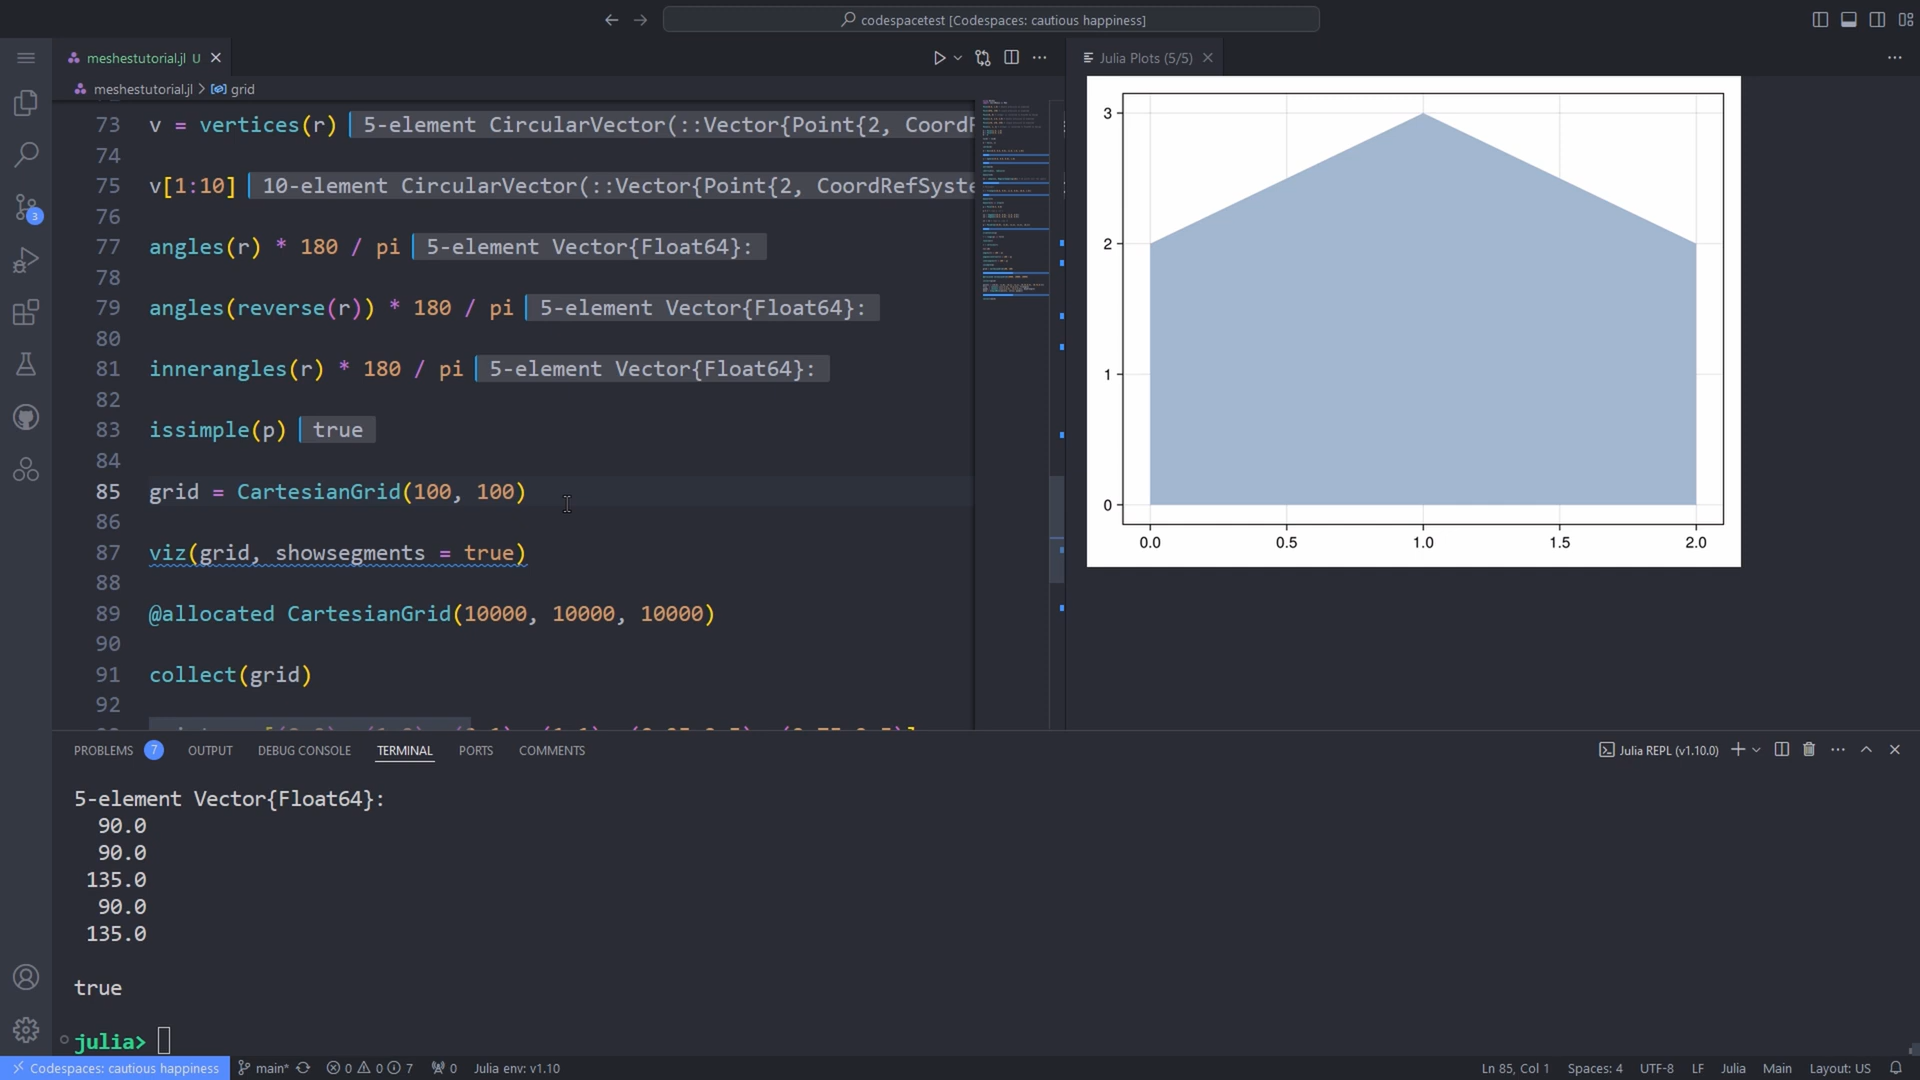 codespacetest [Codespaces: cautious happiness]
meshestutorial.jl U
Julia Plots (5/5)
meshestutorial.jl > grid
73 v = vertices(r) 5-element CircularVector(::Vector{Point{2, CoordR
74
75 v[1:10] 10-element CircularVector(::Vector{Point{2, CoordRefSyste
76
77 angles(r) * 180 / pi 5-element Vector{Float64}:
78
79 angles(reverse(r)) * 180 / pi 5-element Vector{Float64}:
80
81 innerangles(r) * 180 / pi 5-element Vector{Float64}:
82
83 issimple(p) true
84
85 grid = CartesianGrid(100, 100)
86
87 viz(grid, showsegments = true)
88
89 @allocated CartesianGrid(10000, 10000, 10000)
90
91 collect(grid)
92
3
2
1
0
0.0 0.5 1.0 1.5 2.0
PROBLEMS 7 OUTPUT DEBUG CONSOLE TERMINAL PORTS COMMENTS
Julia REPL (v1.10.0)
5-element Vector{Float64}:
90.0
90.0
135.0
90.0
135.0
true
julia>
Codespaces: cautious happiness main* 0 0 7 0 Julia env: v1.10
Ln 85, Col 1 Spaces: 4 UTF-8 LF Julia Main Layout: US
3